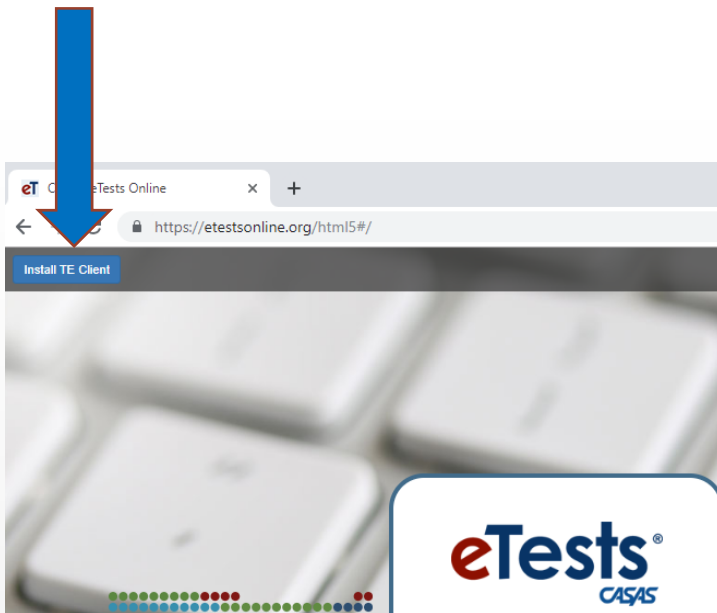 eT C eTests Online
https://etestsonline.org/html5#/
Install TE Client
eTests®
CASAS